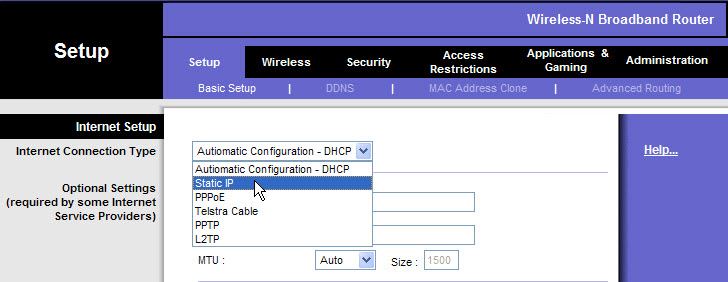 Wireless-N Broadband Router
Setup
Setup Wireless Security Access Restrictions Applications & Gaming Administration
Basic Setup | DDNS | MAC Address Clone | Advanced Routing
Internet Setup
Internet Connection Type
Autiomatic Configuration - DHCP
Help...
Autiomatic Configuration - DHCP
Static IP
PPPoE
Telstra Cable
PPTP
L2TP
Optional Settings
(required by some Internet
Service Providers)
MTU : Auto Size : 1500